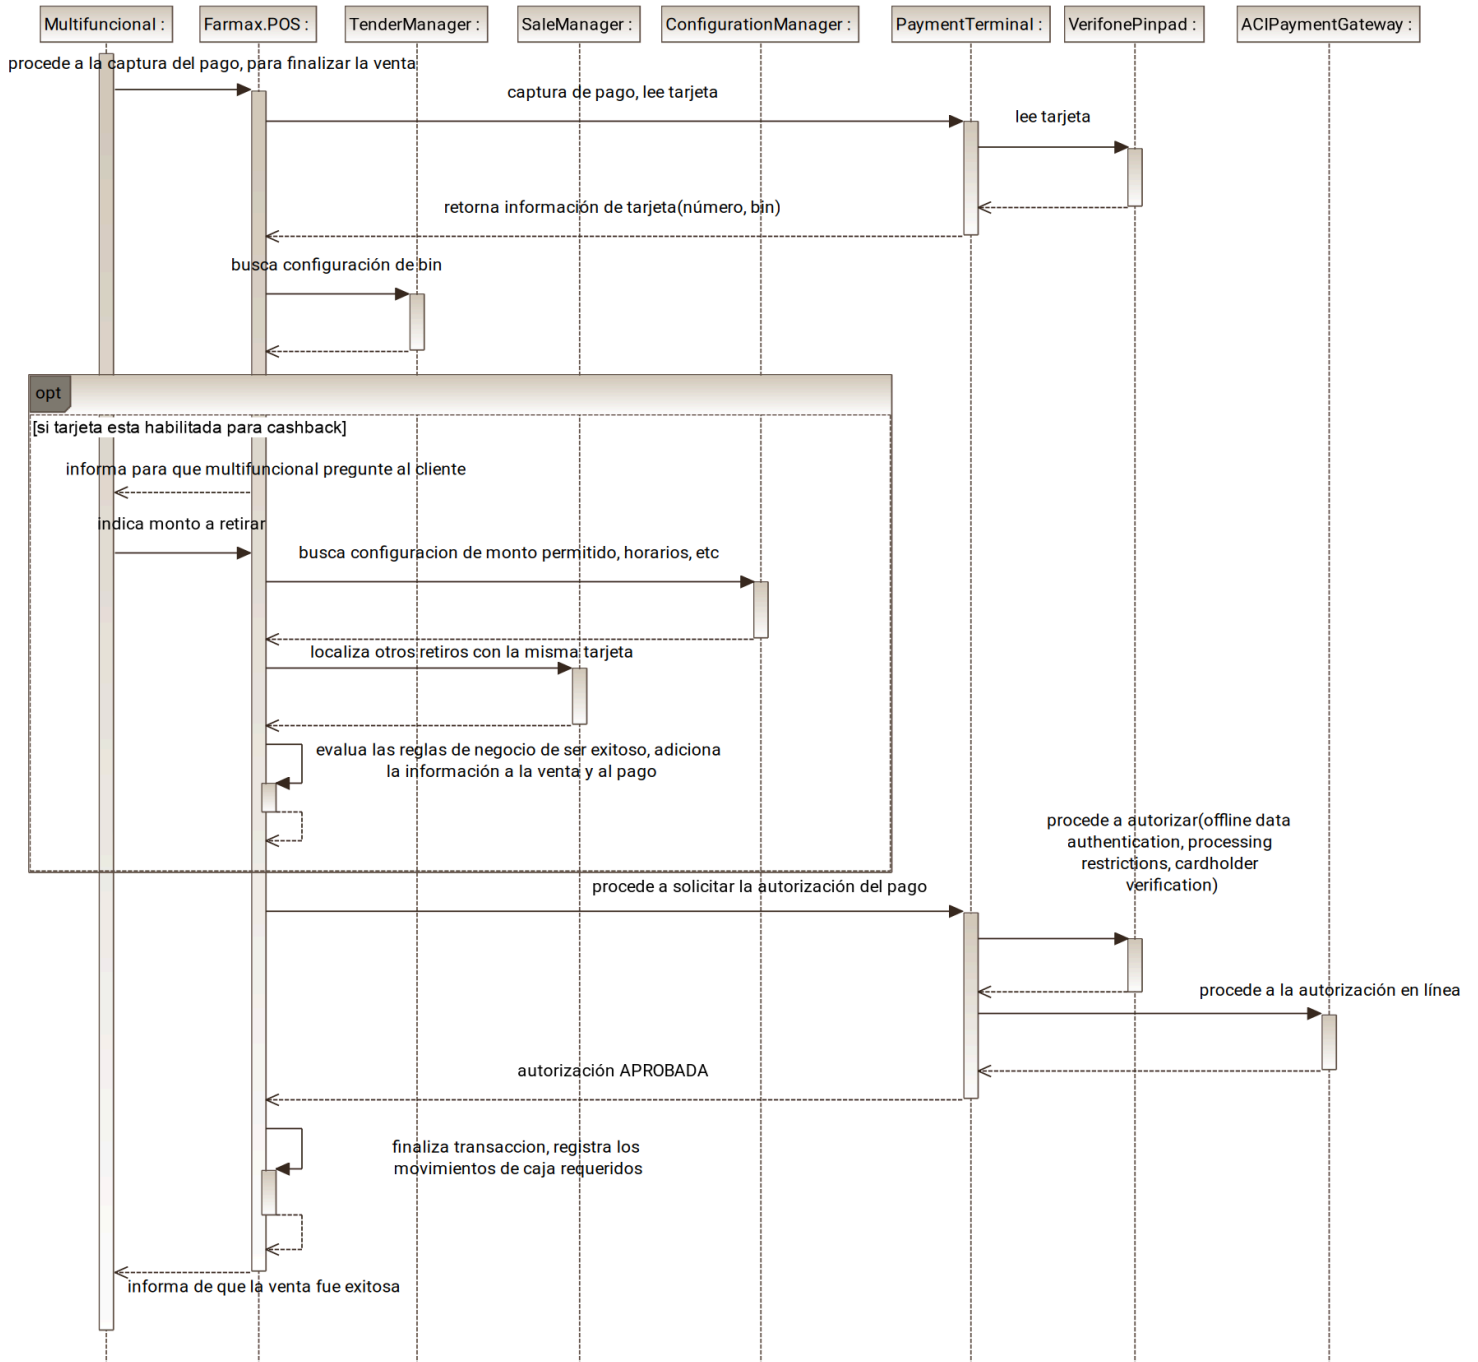 Multifuncional :
Farmax.POS :
TenderManager :
SaleManager :
ConfigurationManager :
PaymentTerminal :
VerifonePinpad :
ACIPaymentGateway :
procede a la captura del pago, para finalizar la venta
captura de pago, lee tarjeta
lee tarjeta
retorna información de tarjeta(número, bin)
busca configuración de bin
opt
[si tarjeta esta habilitada para cashback]
informa para que multifuncional pregunte al cliente
indica monto a retirar
busca configuracion de monto permitido, horarios, etc
localiza otros retiros con la misma tarjeta
evalua las reglas de negocio de ser exitoso, adiciona
la información a la venta y al pago
procede a autorizar(offline data
authentication, processing
restrictions, cardholder
verification)
procede a solicitar la autorización del pago
procede a la autorización en línea
autorización APROBADA
finaliza transaccion, registra los
movimientos de caja requeridos
informa de que la venta fue exitosa